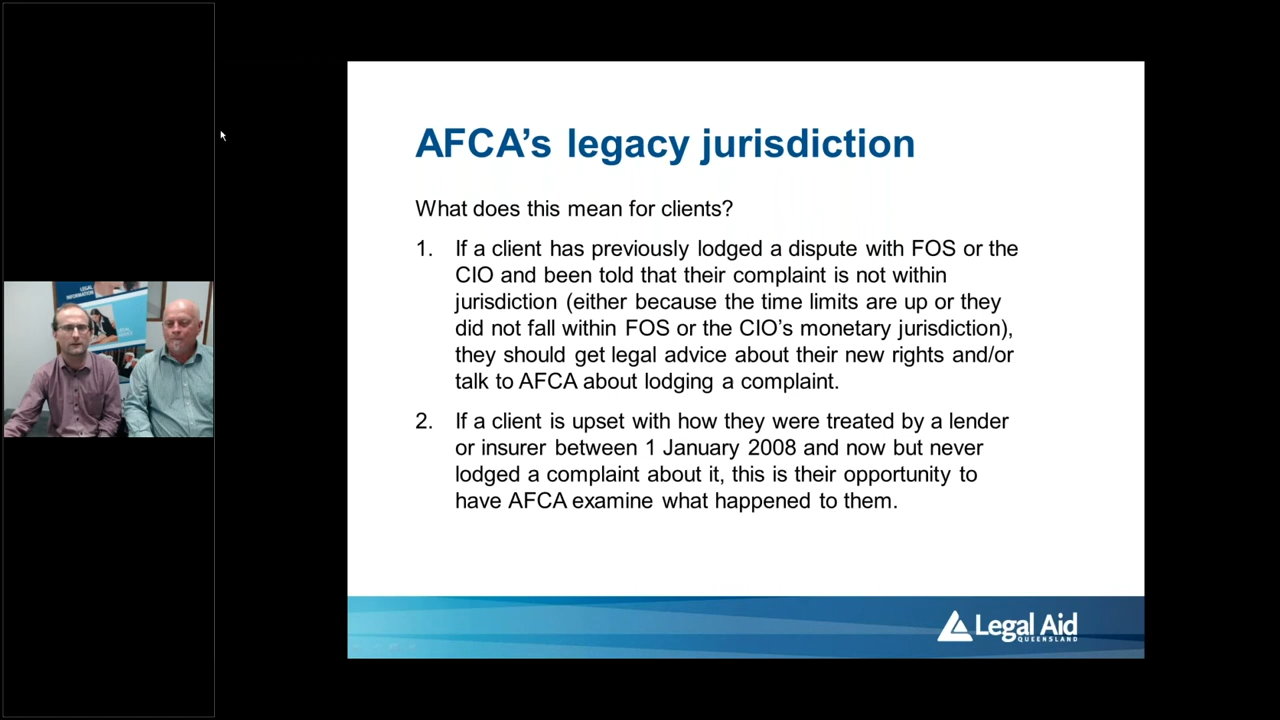 AFCA's legacy jurisdiction
What does this mean for clients?
1. If a client has previously lodged a dispute with FOS or the
CIO and been told that their complaint is not within
jurisdiction (either because the time limits are up or they
did not fall within FOS or the CIO's monetary jurisdiction),
they should get legal advice about their new rights and/or
talk to AFCA about lodging a complaint.
2. If a client is upset with how they were treated by a lender
or insurer between 1 January 2008 and now but never
lodged a complaint about it, this is their opportunity to
have AFCA examine what happened to them.
LEGAL
INFORMATION
Legal Aid
QUEENSLAND